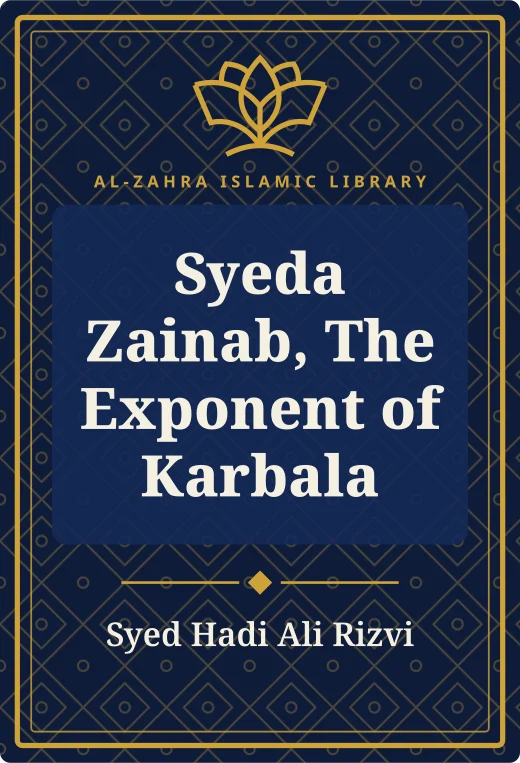 AL-ZAHRA ISLAMIC LIBRARY
Syeda
Zainab, The
Exponent of
Karbala
Syed Hadi Ali Rizvi